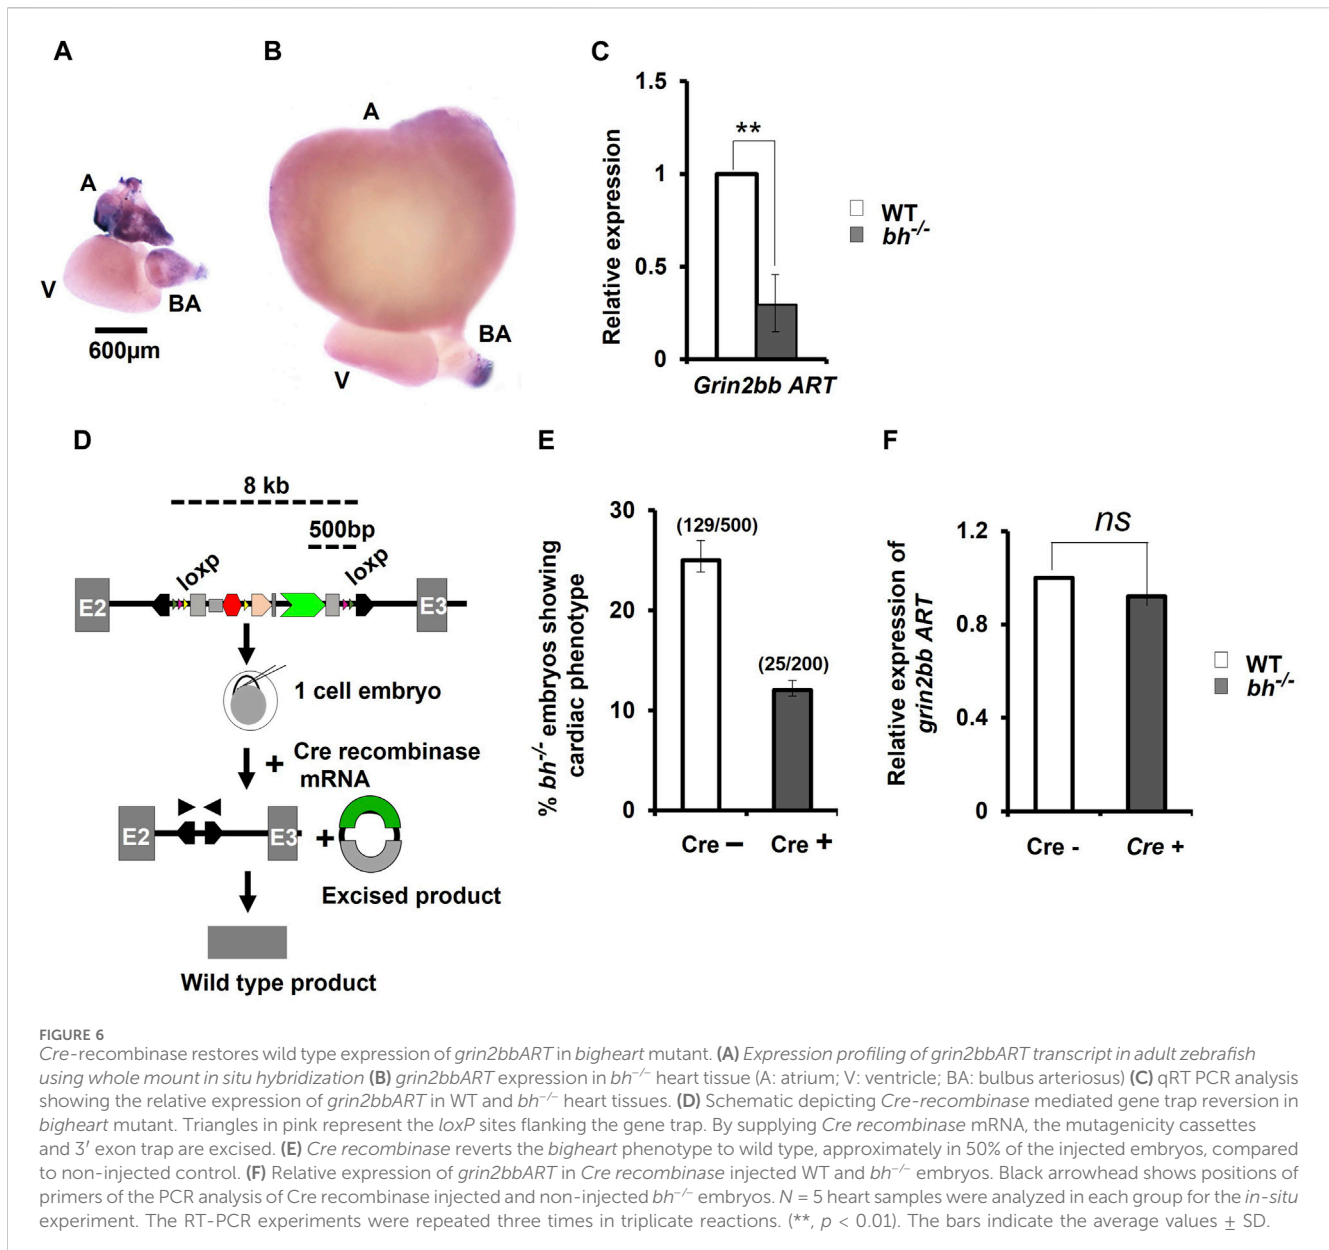 A
B
C
A
A
V
BA
600µm
V
BA
1.5
1
0.5
0
Relative expression
**
Grin2bb ART
WT
bh-/-
D
8 kb
500bp
loxp
loxp
E2
E3
1 cell embryo
+ Cre recombinase
mRNA
E2
E3
+
Excised product
Wild type product
E
30
20
10
0
% bh-/- embryos showing
cardiac phenotype
(129/500)
(25/200)
Cre –
Cre +
F
1.2
0.8
0.4
0
Relative expression of
grin2bb ART
ns
Cre -
Cre +
WT
bh-/-
FIGURE 6
Cre-recombinase restores wild type expression of grin2bbART in bigheart mutant. (A) Expression profiling of grin2bbART transcript in adult zebrafish
using whole mount in situ hybridization (B) grin2bbART expression in bh−/− heart tissue (A: atrium; V: ventricle; BA: bulbus arteriosus) (C) qRT PCR analysis
showing the relative expression of grin2bbART in WT and bh−/− heart tissues. (D) Schematic depicting Cre-recombinase mediated gene trap reversion in
bigheart mutant. Triangles in pink represent the loxP sites flanking the gene trap. By supplying Cre recombinase mRNA, the mutagenicity cassettes
and 3′ exon trap are excised. (E) Cre recombinase reverts the bigheart phenotype to wild type, approximately in 50% of the injected embryos, compared
to non-injected control. (F) Relative expression of grin2bbART in Cre recombinase injected WT and bh−/− embryos. Black arrowhead shows positions of
primers of the PCR analysis of Cre recombinase injected and non-injected bh−/− embryos. N = 5 heart samples were analyzed in each group for the in-situ
experiment. The RT-PCR experiments were repeated three times in triplicate reactions. (**, p < 0.01). The bars indicate the average values ± SD.